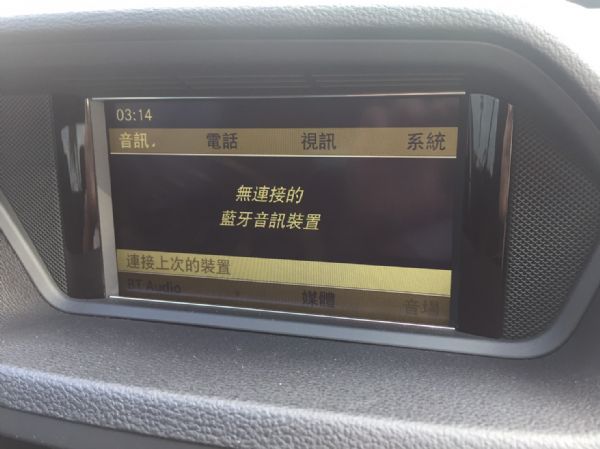 03:14
音訊 電話 視訊 系統
無連接的
藍牙音訊裝置
連接上次的裝置
BT Audio 媒體 音場